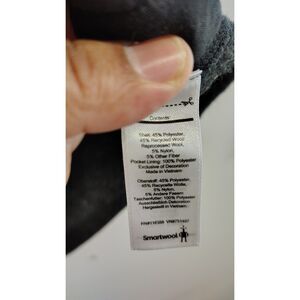 Contents:
Shell: 45% Polyester,
45% Recycled Wool
Reprocessed Wool,
5% Nylon,
5% Other Fiber
Pocket Lining: 100% Polyester
Exclusive of Decoration
Made in Vietnam
Oberstoff: 45% Polyester,
45% Recycelte Wolle,
5% Nylon,
5% Andere Fasern
Taschenfutter: 100% Polyester
Ausschließlich Dekoration
Hergestellt in Vietnam
Smartwool